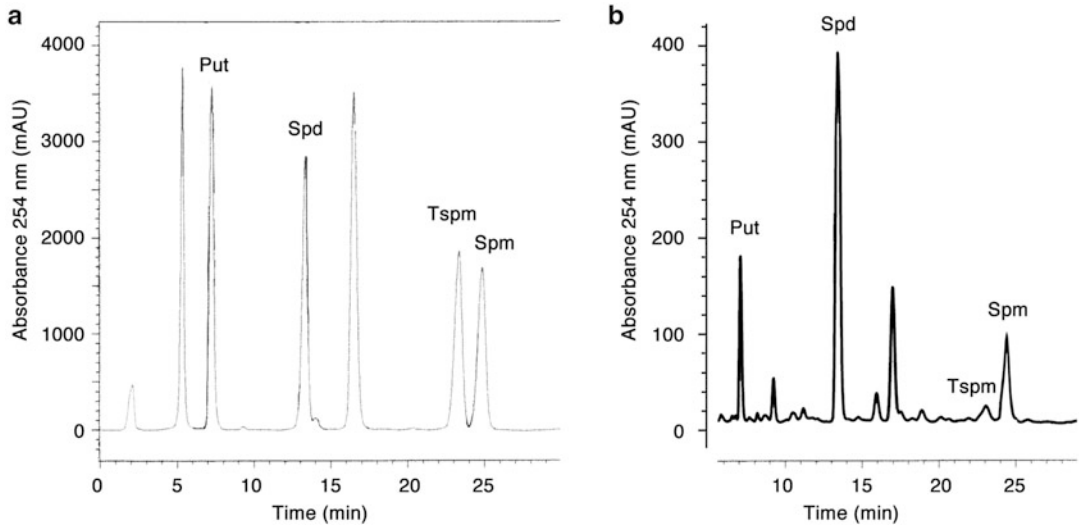 a
Absorbance 254 nm (mAU)
4000
3000
2000
1000
0
Put
Spd
Tspm
Spm
0
5
10
15
20
25
Time (min)
b
Absorbance 254 nm (mAU)
400
300
200
100
0
Put
Spd
Tspm
Spm
10
15
20
25
Time (min)